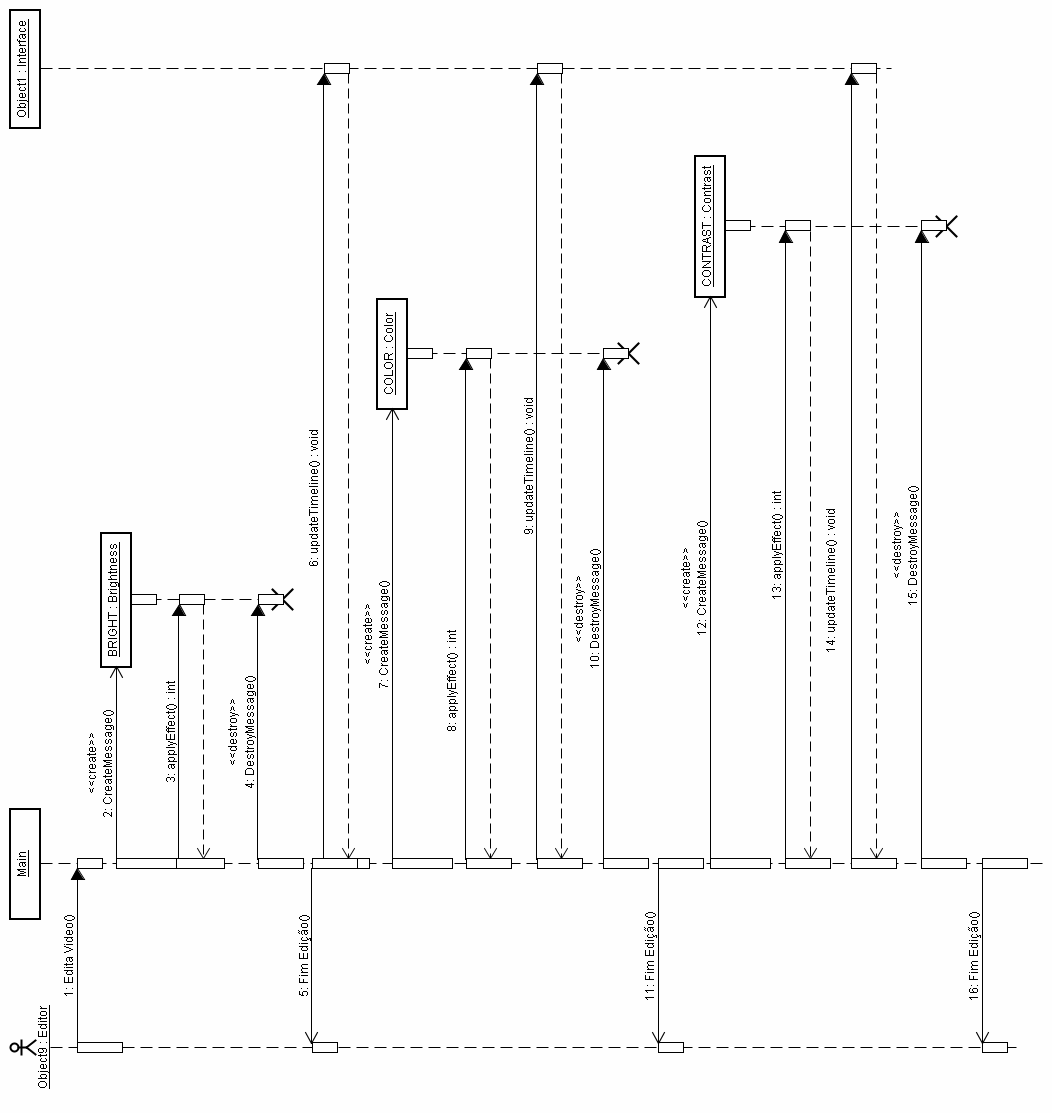 Object9 : Editor
Main
BRIGHT : Brightness
COLOR : Color
CONTRAST : Contrast
Object1 : Interface
1: Edita Video()
<<create>>
2: CreateMessage()
3: applyEffect() : int
<<destroy>>
4: DestroyMessage()
5: Fim Edição()
6: updateTimeline() : void
<<create>>
7: CreateMessage()
8: applyEffect() : int
9: updateTimeline() : void
<<destroy>>
10: DestroyMessage()
11: Fim Edição()
<<create>>
12: CreateMessage()
13: applyEffect() : int
14: updateTimeline() : void
<<destroy>>
15: DestroyMessage()
16: Fim Edição()